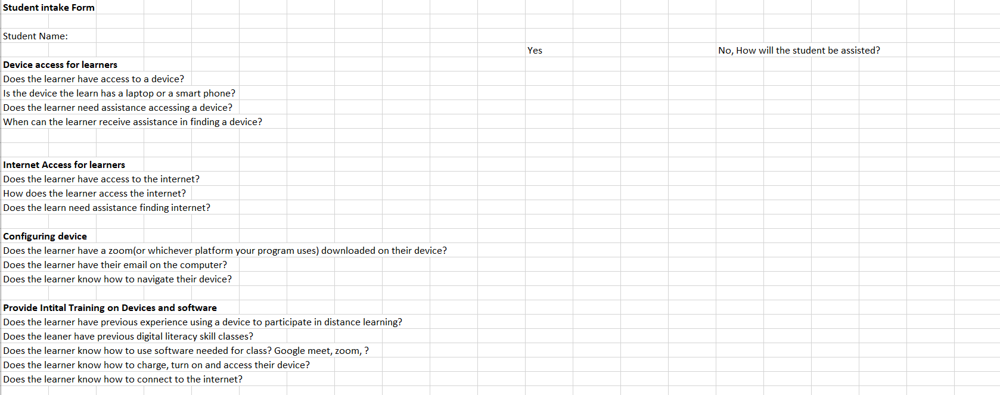 Student intake Form
Student Name:
Yes No, How will the student be assisted?
Device access for learners
Does the learner have access to a device?
Is the device the learn has a laptop or a smart phone?
Does the learner need assistance accessing a device?
When can the learner receive assistance in finding a device?
Internet Access for learners
Does the learner have access to the internet?
How does the learner access the internet?
Does the learn need assistance finding internet?
Configuring device
Does the learner have a zoom(or whichever platform your program uses) downloaded on their device?
Does the learner have their email on the computer?
Does the learner know how to navigate their device?
Provide Intital Training on Devices and software
Does the learner have previous experience using a device to participate in distance learning?
Does the leaner have previous digital literacy skill classes?
Does the learner know how to use software needed for class? Google meet, zoom, ?
Does the learner know how to charge, turn on and access their device?
Does the learner know how to connect to the internet?